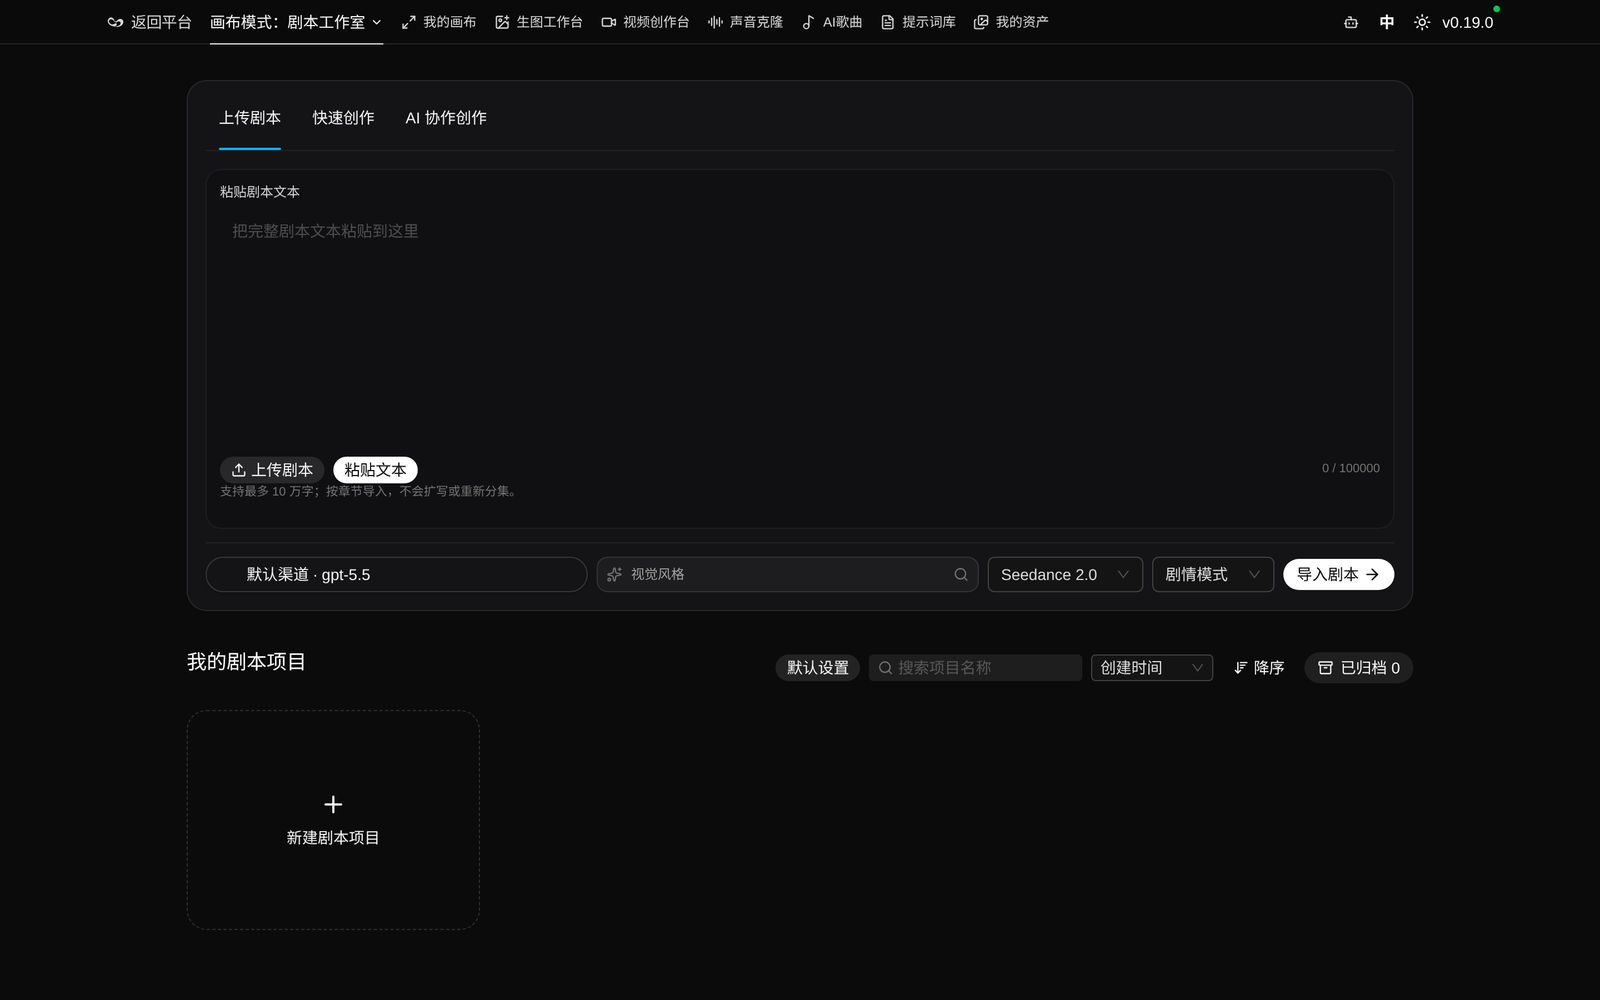 返回平台 画布模式：剧本工作室 我的画布 生图工作台 视频创作台 声音克隆 AI歌曲 提示词库 我的资产 中 v0.19.0
上传剧本 快速创作 AI 协作创作
粘贴剧本文本
把完整剧本文本粘贴到这里
上传剧本 粘贴文本 0 / 100000
支持最多 10 万字；按章节导入，不会扩写或重新分集。
默认渠道 · gpt-5.5 视觉风格 Seedance 2.0 剧情模式 导入剧本
我的剧本项目 默认设置 搜索项目名称 创建时间 降序 已归档 0
新建剧本项目